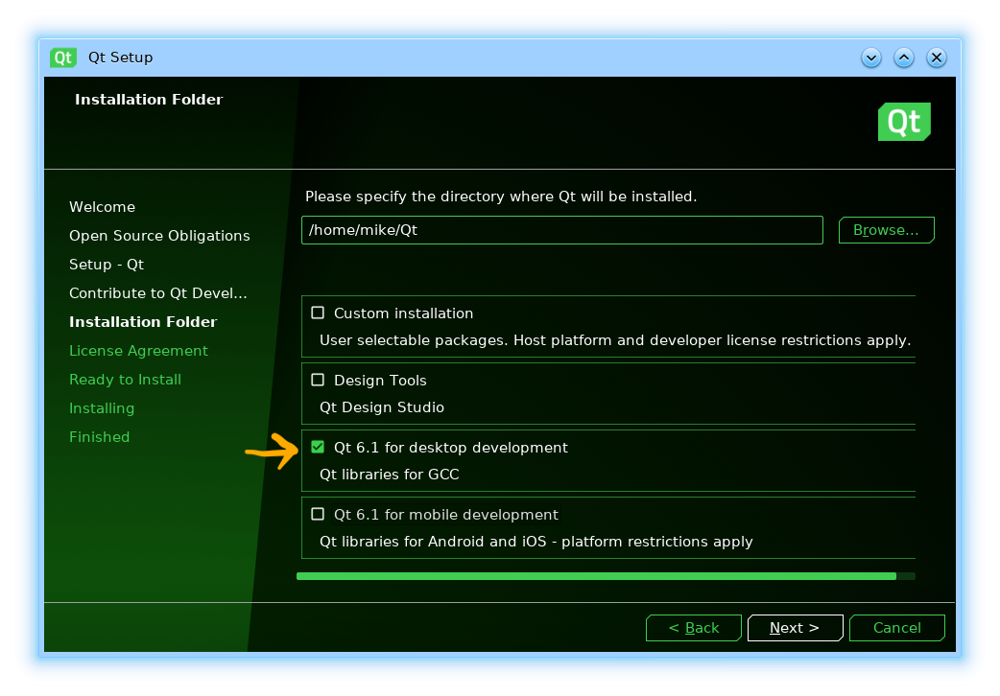 Qt Qt Setup
Installation Folder
Qt
Welcome
Open Source Obligations
Setup - Qt
Contribute to Qt Devel...
Installation Folder
License Agreement
Ready to Install
Installing
Finished
Please specify the directory where Qt will be installed.
/home/mike/Qt
Browse...
Custom installation
User selectable packages. Host platform and developer license restrictions apply.
Design Tools
Qt Design Studio
Qt 6.1 for desktop development
Qt libraries for GCC
Qt 6.1 for mobile development
Qt libraries for Android and iOS - platform restrictions apply
< Back
Next >
Cancel